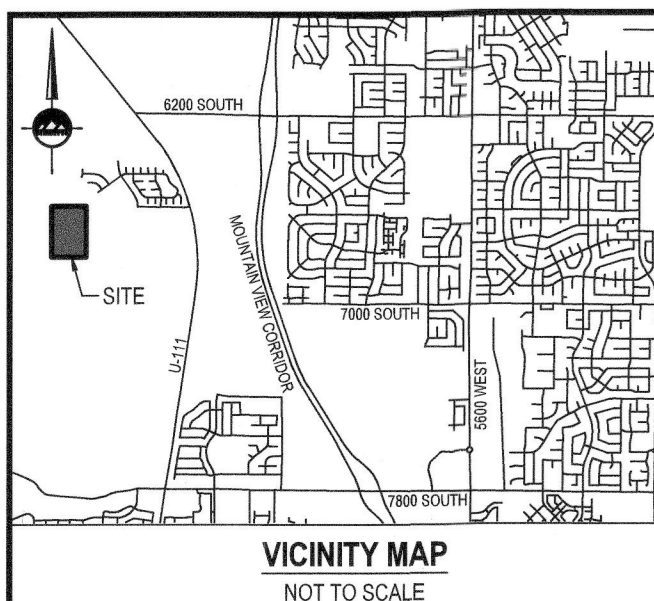 6200 SOUTH
MOUNTAIN VIEW CORRIDOR
SITE
7000 SOUTH
U-111
5600 WEST
7800 SOUTH
VICINITY MAP
NOT TO SCALE